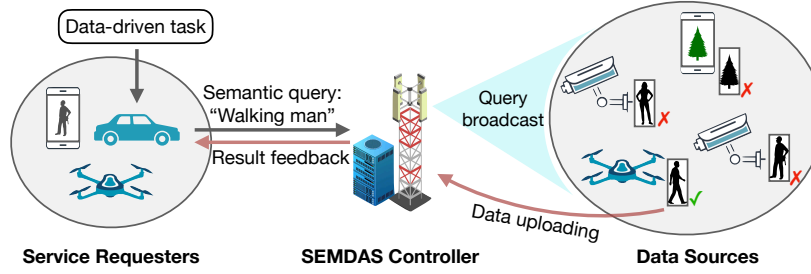 Data-driven task
Semantic query:
“Walking man”
Result feedback
Query
broadcast
Data uploading
Service Requesters
SEMDAS Controller
Data Sources